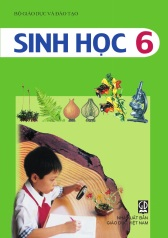 BỘ GIÁO DỤC VÀ ĐÀO TẠO
SINH HỌC 6
NHÀ XUẤT BẢN
GIÁO DỤC VIỆT NAM